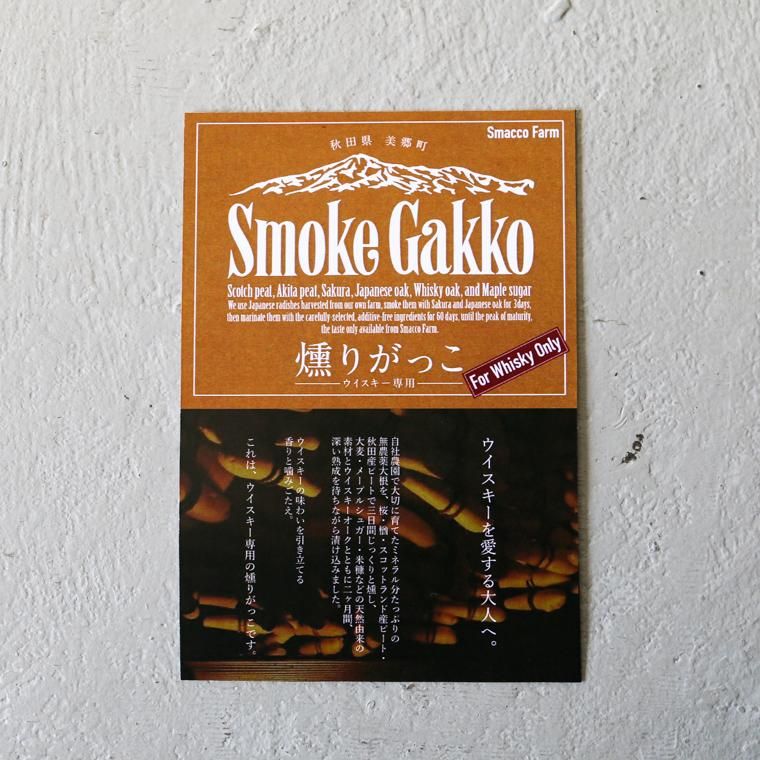 Smacco Farm
秋田県 美郷町
Smoke Gakko
Scotch peat, Akita peat, Sakura, Japanese oak, Whisky oak, and Maple sugar
We use Japanese radishes harvested from our own farm, smoke them with Sakura and Japanese oak for 3days,
then marinate them with the carefully-selected, additive-free ingredients for 60 days, until the peak of maturity,
the taste only available from Smacco Farm.
燻りがっこ
ウイスキー専用
For Whisky Only
ウイスキーを愛する大人へ。
自社農園で大切に育てたミネラル分たっぷりの
無農薬大根を、桜・楢・スコットランド産ピート・
秋田産ピートで三日間じっくりと燻し、
大麦・メープルシュガー・米糠などの天然由来の
素材とウイスキーオークとともに二ヶ月間、
深い熟成を待ちながら漬け込みました。
ウイスキーの味わいを引き立てる
香りと噛みごたえ。
これは、ウイスキー専用の燻りがっこです。